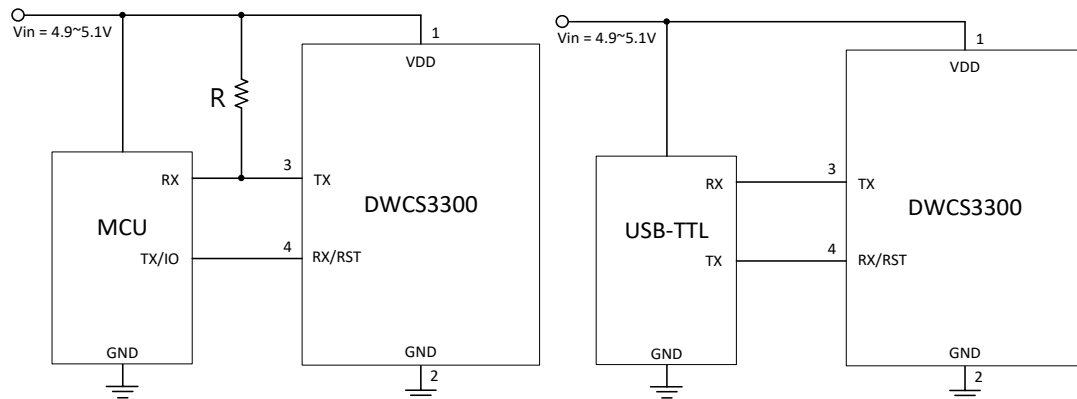 Vin = 4.9~5.1V
1
VDD
R
RX
3
TX
MCU
DWCS3300
TX/IO
4
RX/RST
GND
GND
2
Vin = 4.9~5.1V
1
VDD
RX
3
TX
USB-TTL
DWCS3300
TX
4
RX/RST
GND
GND
2